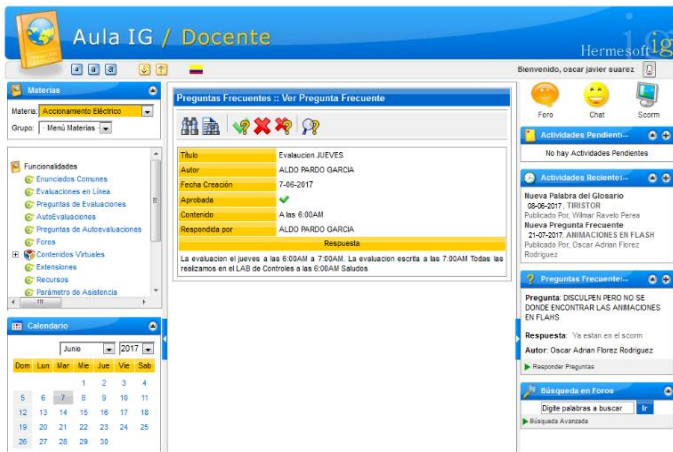 Aula IG / Docente
Hermesoft ig
Bienvenido, oscar javier suarez
Materias
Materia: Accionamiento Eléctrico
Grupo: - Menú Materias -
Funcionalidades
Enunciados Comunes
Evaluaciones en Línea
Preguntas de Evaluaciones
AutoEvaluaciones
Preguntas de Autoevaluaciones
Foros
Contenidos Virtuales
Extensiones
Recursos
Parámetro de Asistencia
Calendario
Junio 2017
Dom Lun Mar Mie Jue Vie Sab
1 2 3 4
5 6 7 8 9 10 11
12 13 14 15 16 17 18
19 20 21 22 23 24 25
26 27 28 29 30
Preguntas Frecuentes :: Ver Pregunta Frecuente
Título Evalaucion JUEVES
Autor ALDO PARDO GARCIA
Fecha Creación 7-06-2017
Aprobada
Contenido A las 6:00AM
Respondida por ALDO PARDO GARCIA
Respuesta
La evaluacion el jueves a las 6:00AM a 7:00AM. La evaluacion escrita a las 7:00AM Todas las
realizamos en el LAB de Controles a las 6:00AM Saludos
Foro Chat Scorm
Actividades Pendient...
No hay Actividades Pendientes
Actividades Recientes...
Nueva Palabra del Glosario
08-06-2017, TIRISTOR
Publicado Por, Wilmar Ravelo Perea
Nueva Pregunta Frecuente
21-07-2017, ANIMACIONES EN FLASH
Publicado Por, Oscar Adrian Florez
Rodriguez
Preguntas Frecuentes...
Pregunta: DISCULPEN PERO NO SE
DONDE ENCONTRAR LAS ANIMACIONES
EN FLAHS
Respuesta: Ya estan en el scorm
Autor: Oscar Adrian Florez Rodriguez
Responder Preguntas
Búsqueda en Foros
Digite palabras a buscar Ir
Búsqueda Avanzada